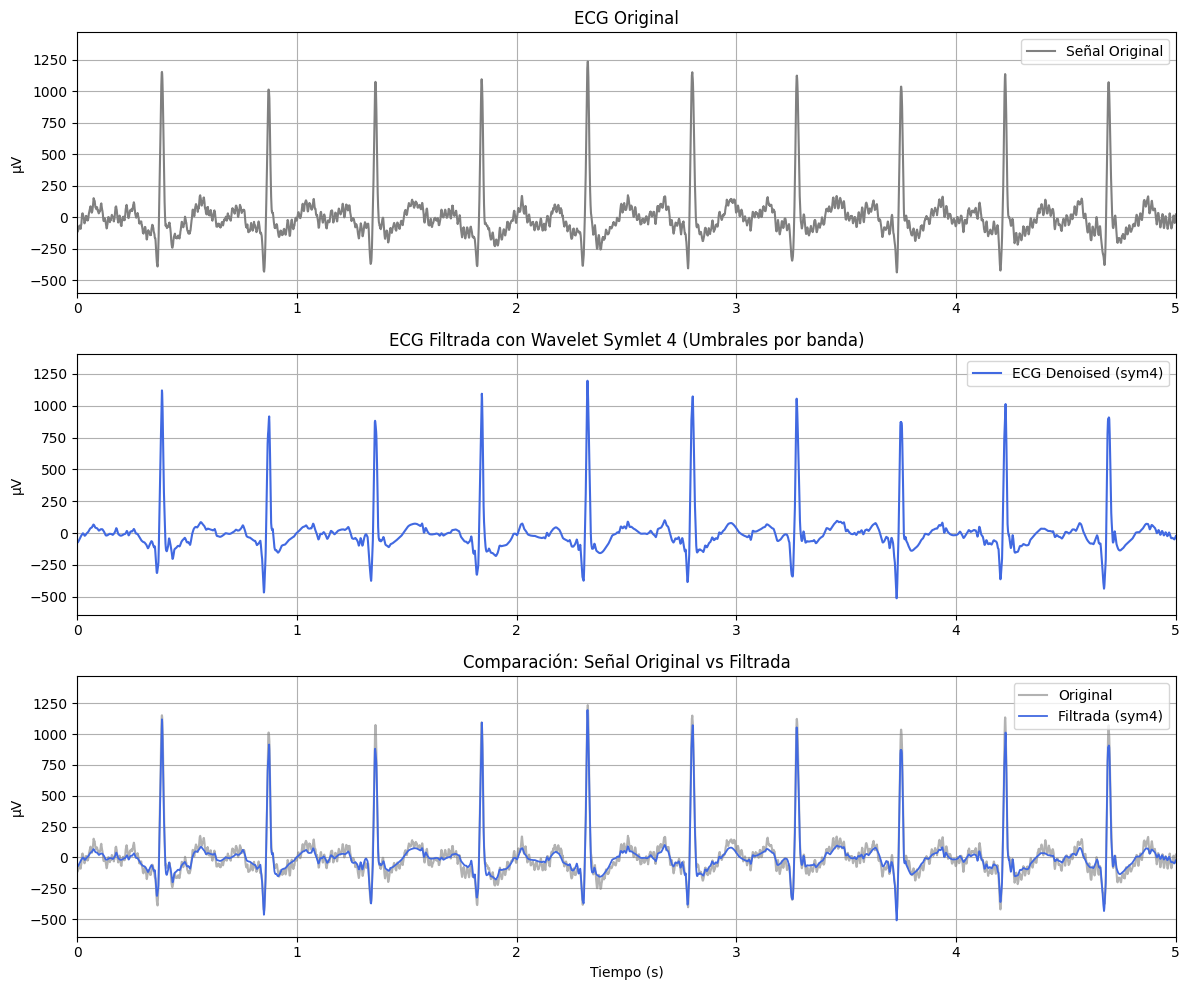 ECG Original
1250
1000
750
500
250
0
−250
−500
µV
Señal Original
0 1 2 3 4 5
ECG Filtrada con Wavelet Symlet 4 (Umbrales por banda)
1250
1000
750
500
250
0
−250
−500
µV
ECG Denoised (sym4)
0 1 2 3 4 5
Comparación: Señal Original vs Filtrada
1250
1000
750
500
250
0
−250
−500
µV
Original
Filtrada (sym4)
0 1 2 3 4 5
Tiempo (s)